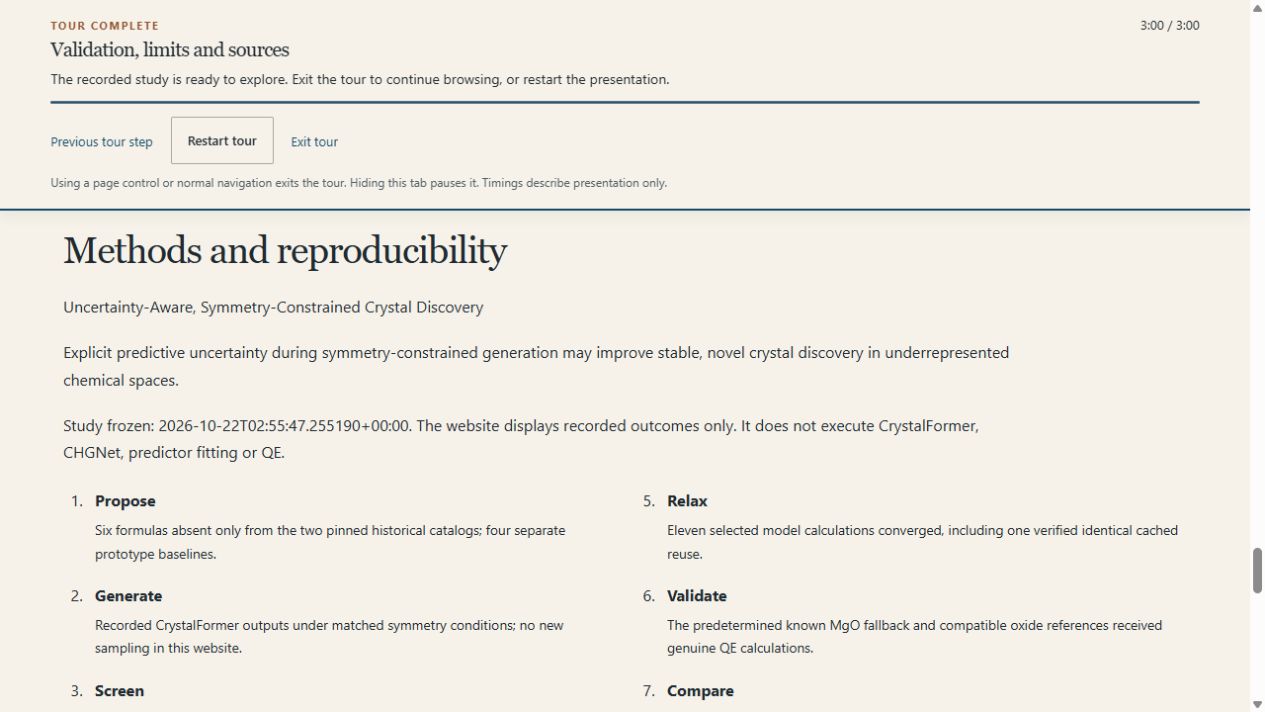 TOUR COMPLETE
3:00 / 3:00
Validation, limits and sources
The recorded study is ready to explore. Exit the tour to continue browsing, or restart the presentation.
Previous tour step
Restart tour
Exit tour
Using a page control or normal navigation exits the tour. Hiding this tab pauses it. Timings describe presentation only.
Methods and reproducibility
Uncertainty-Aware, Symmetry-Constrained Crystal Discovery
Explicit predictive uncertainty during symmetry-constrained generation may improve stable, novel crystal discovery in underrepresented
chemical spaces.
Study frozen: 2026-10-22T02:55:47.255190+00:00. The website displays recorded outcomes only. It does not execute CrystalFormer,
CHGNet, predictor fitting or QE.
1. Propose
Six formulas absent only from the two pinned historical catalogs; four separate
prototype baselines.
2. Generate
Recorded CrystalFormer outputs under matched symmetry conditions; no new
sampling in this website.
3. Screen
5. Relax
Eleven selected model calculations converged, including one verified identical cached
reuse.
6. Validate
The predetermined known MgO fallback and compatible oxide references received
genuine QE calculations.
7. Compare